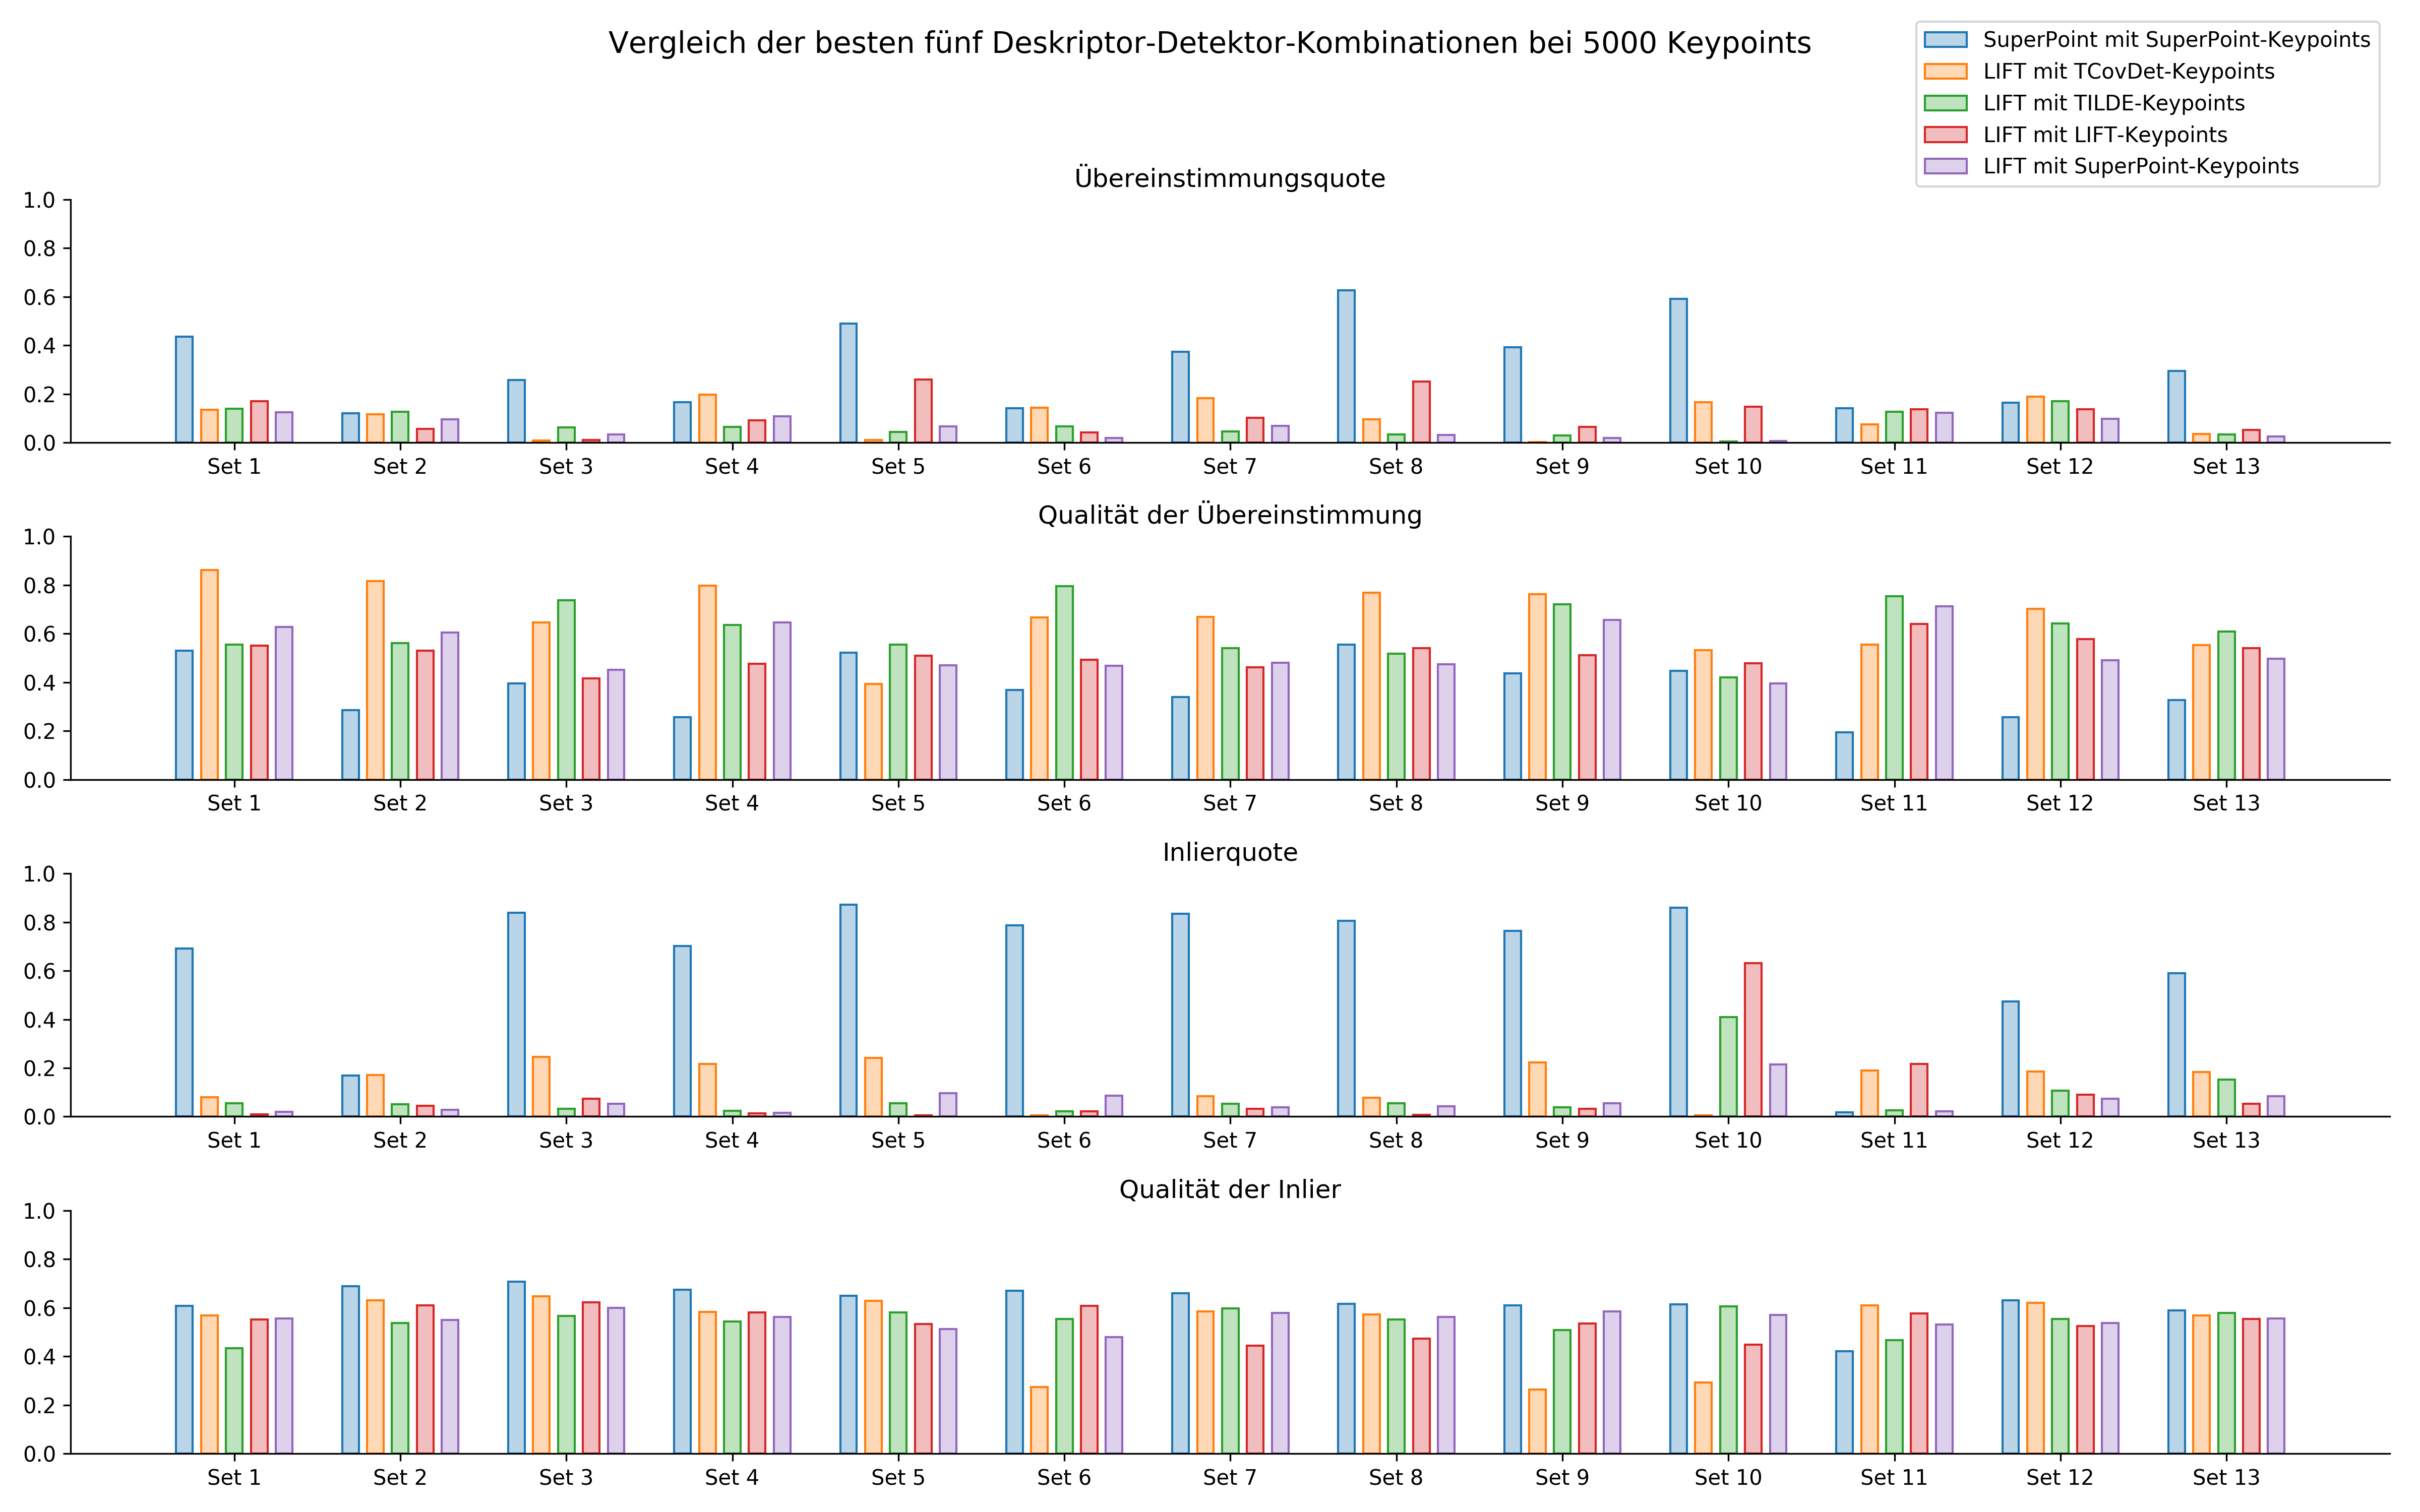 Vergleich der besten fünf Deskriptor-Detektor-Kombinationen bei 5000 Keypoints
SuperPoint mit SuperPoint-Keypoints
LIFT mit TCovDet-Keypoints
LIFT mit TILDE-Keypoints
LIFT mit LIFT-Keypoints
LIFT mit SuperPoint-Keypoints
Übereinstimmungsquote
1.0
0.8
0.6
0.4
0.2
0.0
Set 1 Set 2 Set 3 Set 4 Set 5 Set 6 Set 7 Set 8 Set 9 Set 10 Set 11 Set 12 Set 13
Qualität der Übereinstimmung
1.0
0.8
0.6
0.4
0.2
0.0
Set 1 Set 2 Set 3 Set 4 Set 5 Set 6 Set 7 Set 8 Set 9 Set 10 Set 11 Set 12 Set 13
Inlierquote
1.0
0.8
0.6
0.4
0.2
0.0
Set 1 Set 2 Set 3 Set 4 Set 5 Set 6 Set 7 Set 8 Set 9 Set 10 Set 11 Set 12 Set 13
Qualität der Inlier
1.0
0.8
0.6
0.4
0.2
0.0
Set 1 Set 2 Set 3 Set 4 Set 5 Set 6 Set 7 Set 8 Set 9 Set 10 Set 11 Set 12 Set 13